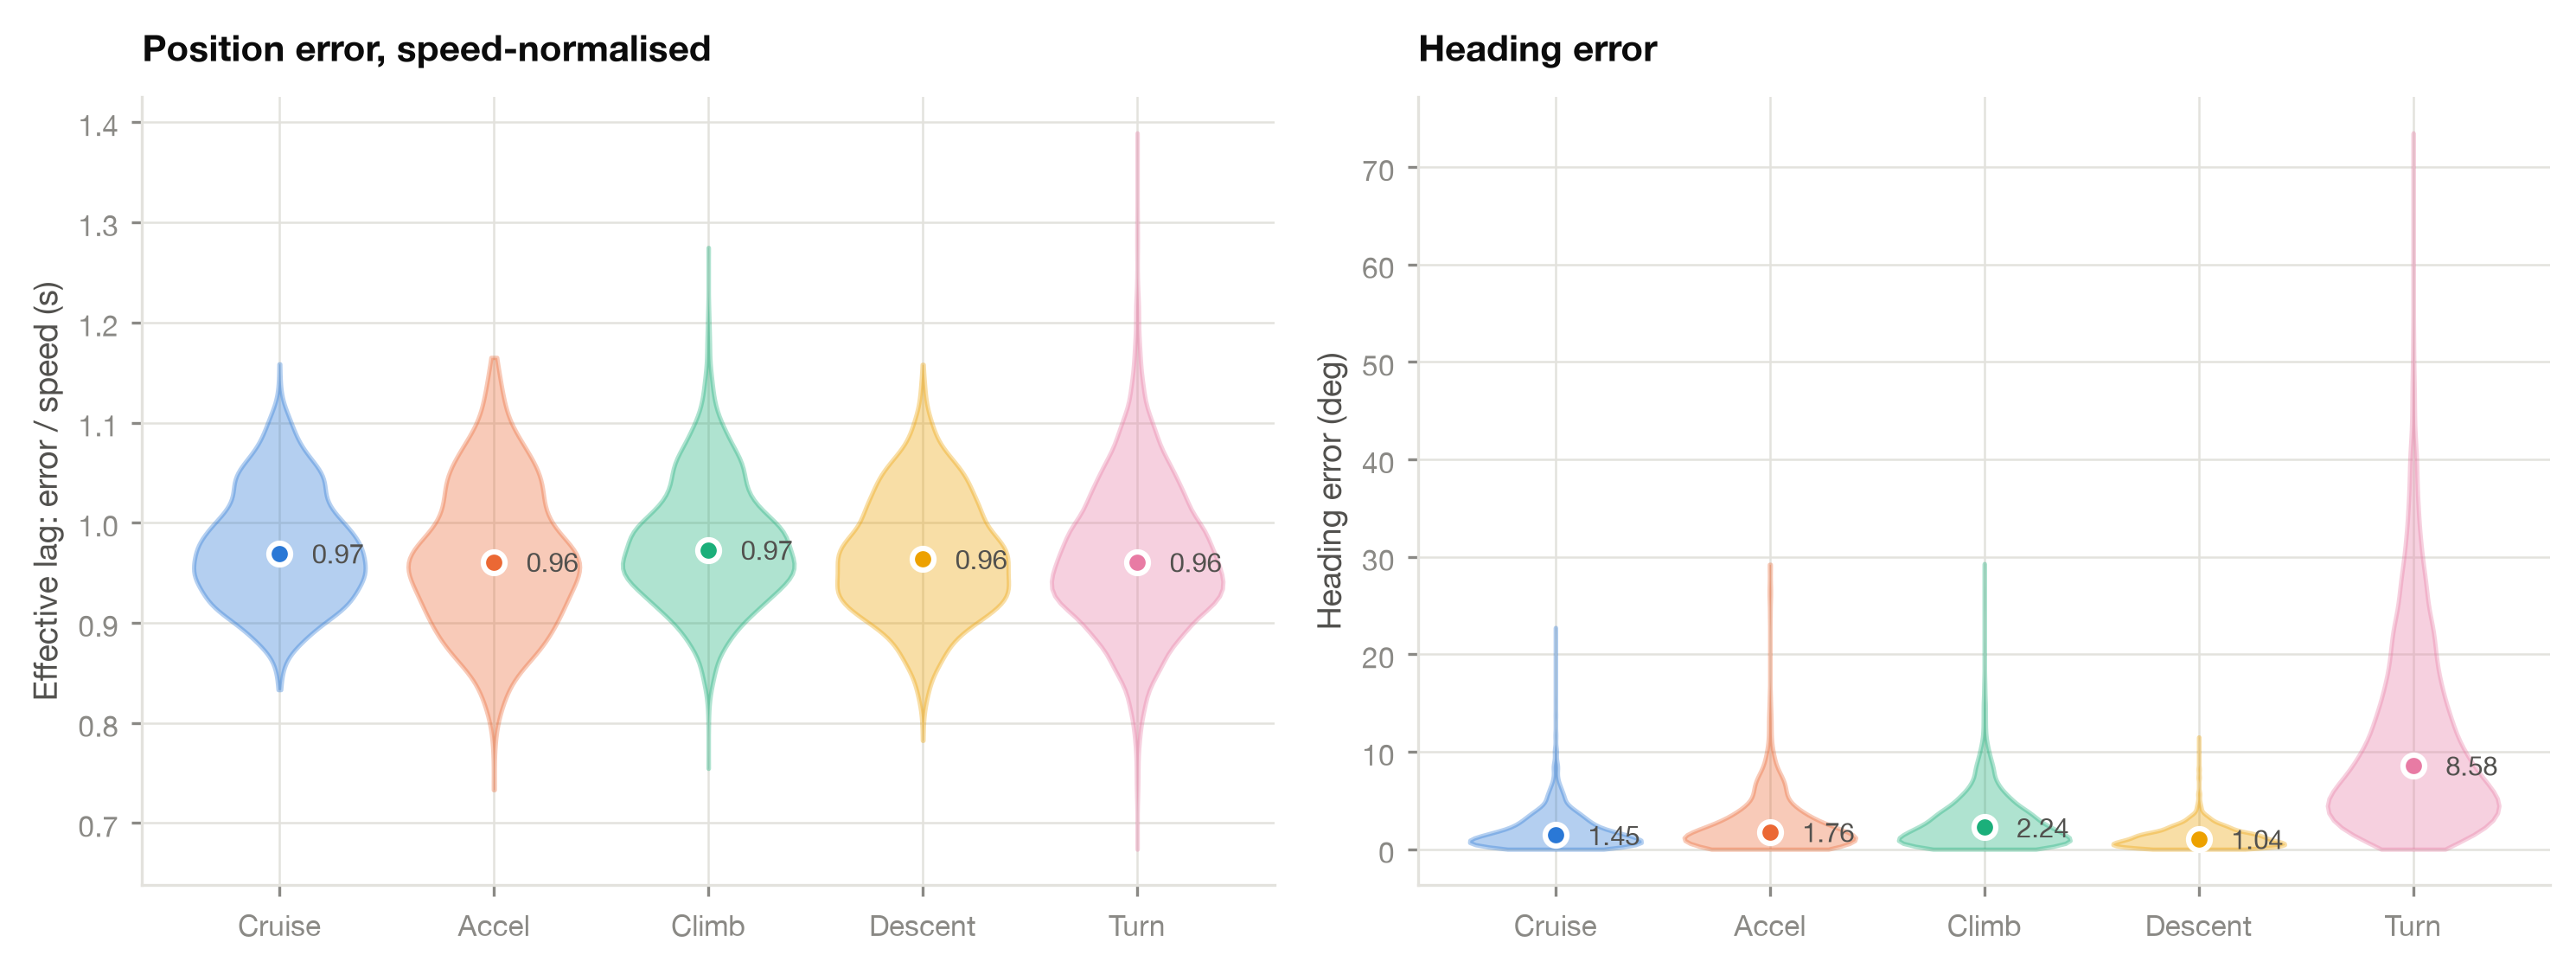 Position error, speed-normalised
Effective lag: error / speed (s)
1.4
1.3
1.2
1.1
1.0
0.9
0.8
0.7
0.97
0.96
0.97
0.96
0.96
Cruise
Accel
Climb
Descent
Turn
Heading error
Heading error (deg)
70
60
50
40
30
20
10
0
1.45
1.76
2.24
1.04
8.58
Cruise
Accel
Climb
Descent
Turn